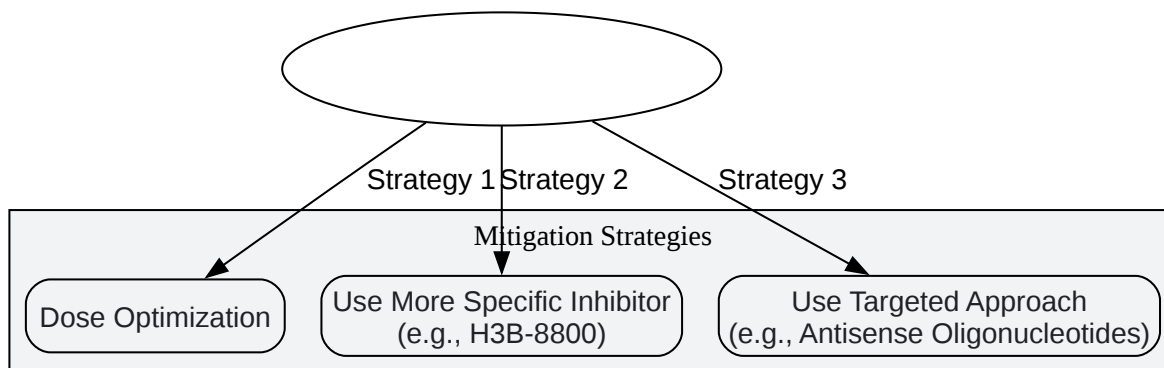 Strategy 1
Strategy 2
Strategy 3
Mitigation Strategies
Dose Optimization
Use More Specific Inhibitor
(e.g., H3B-8800)
Use Targeted Approach
(e.g., Antisense Oligonucleotides)